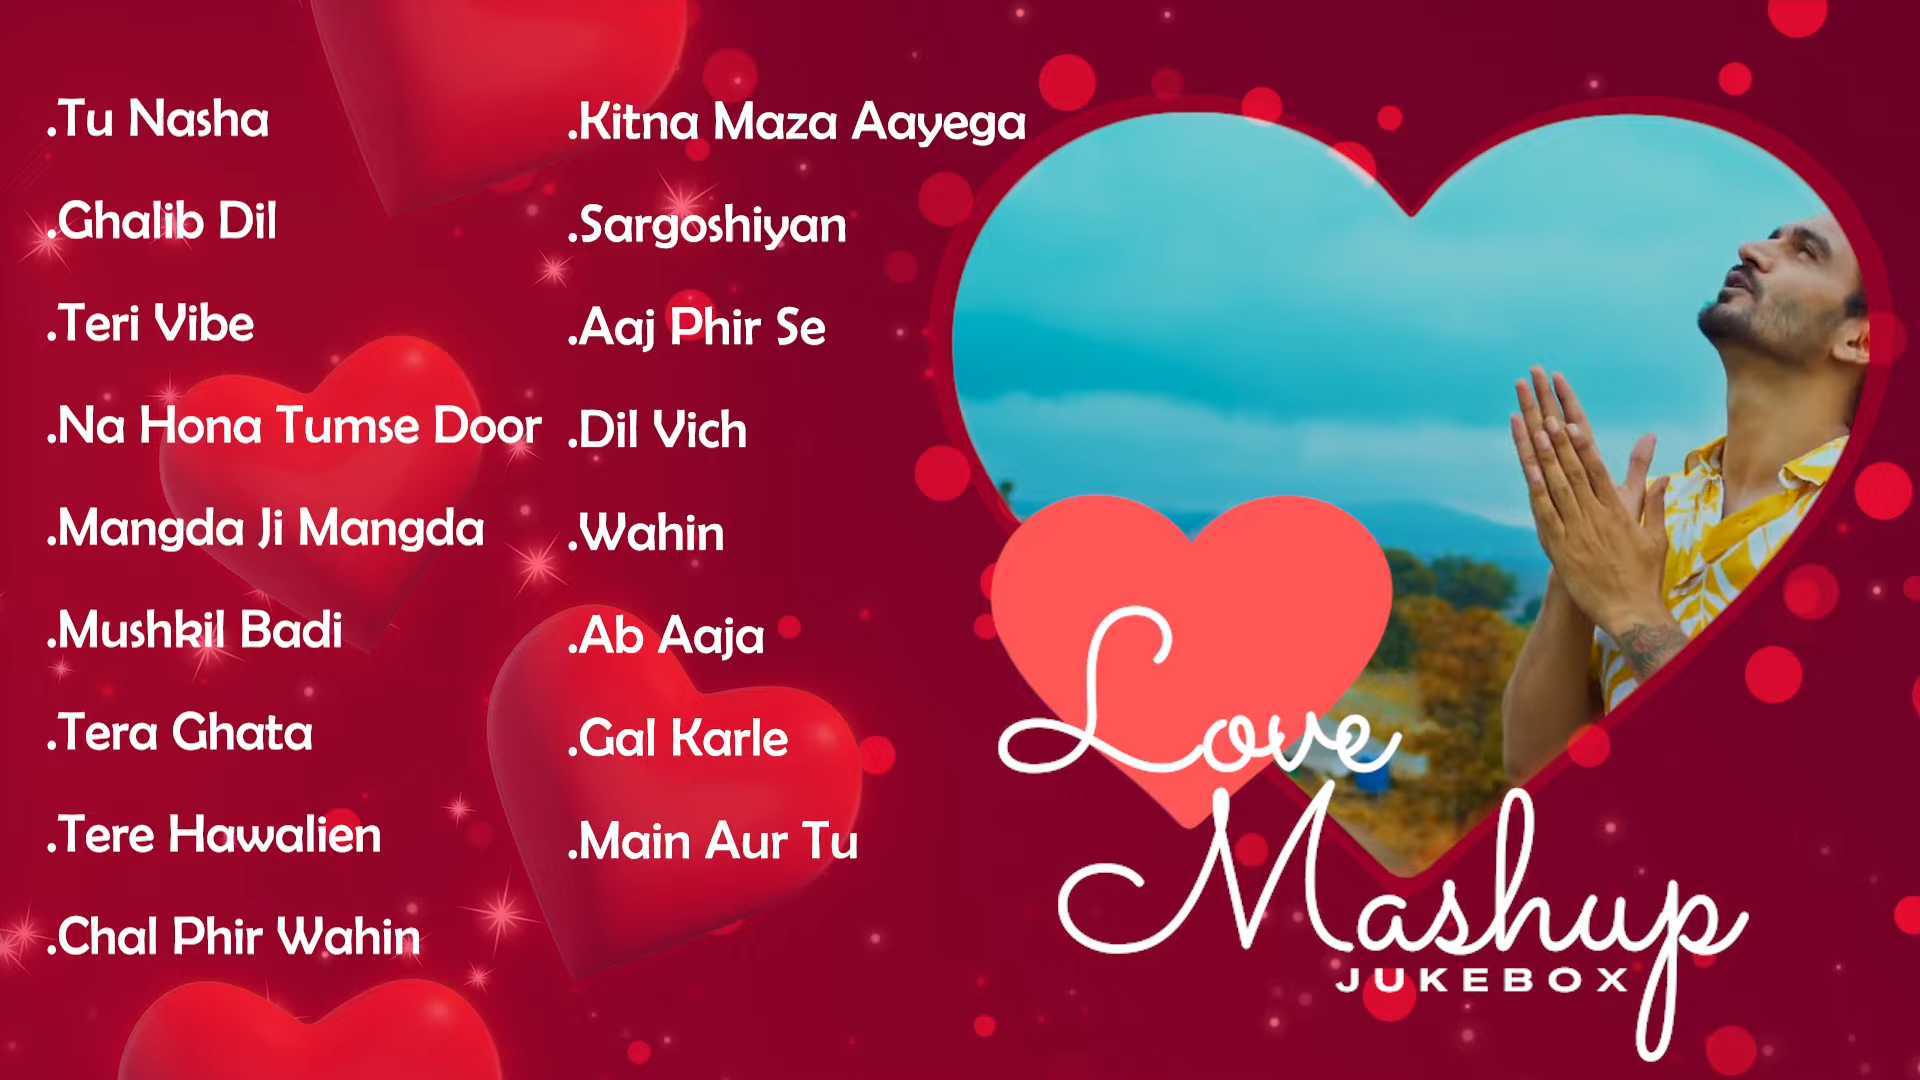 .Tu Nasha
.Ghalib Dil
.Teri Vibe
.Na Hona Tumse Door
.Mangda Ji Mangda
.Mushkil Badi
.Tera Ghata
.Tere Hawalien
.Chal Phir Wahin
.Kitna Maza Aayega
.Sargoshiyan
.Aaj Phir Se
.Dil Vich
.Wahin
.Ab Aaja
.Gal Karle
.Main Aur Tu
Love
Mashup
JUKEBOX